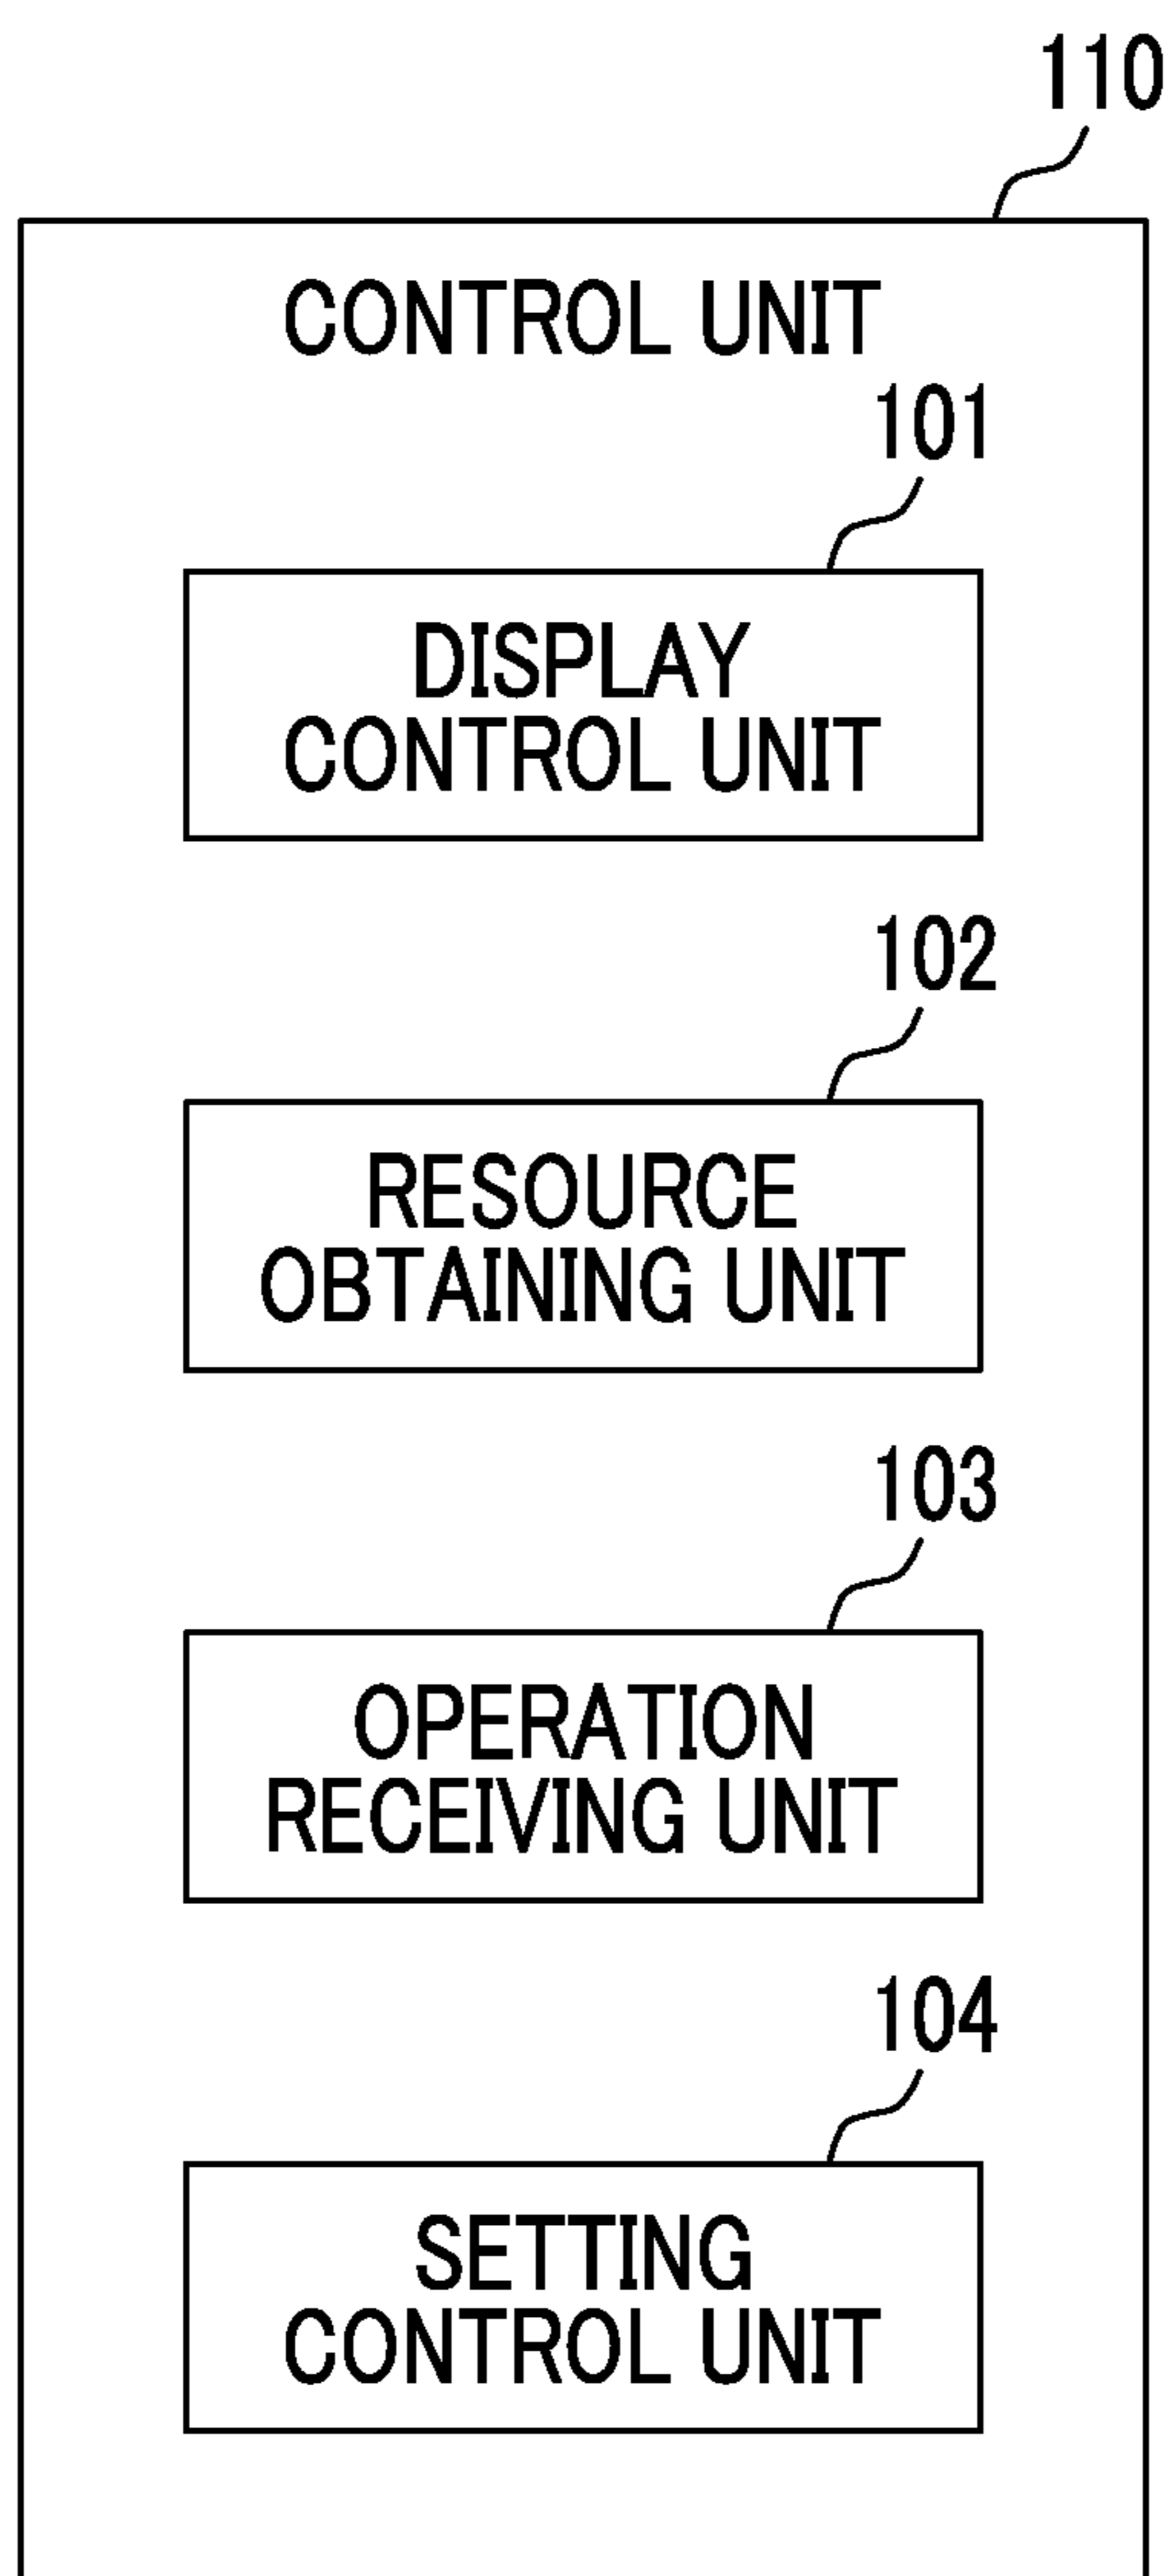 110
CONTROL UNIT
101
DISPLAY
CONTROL UNIT
102
RESOURCE
OBTAINING UNIT
103
OPERATION
RECEIVING UNIT
104
SETTING
CONTROL UNIT